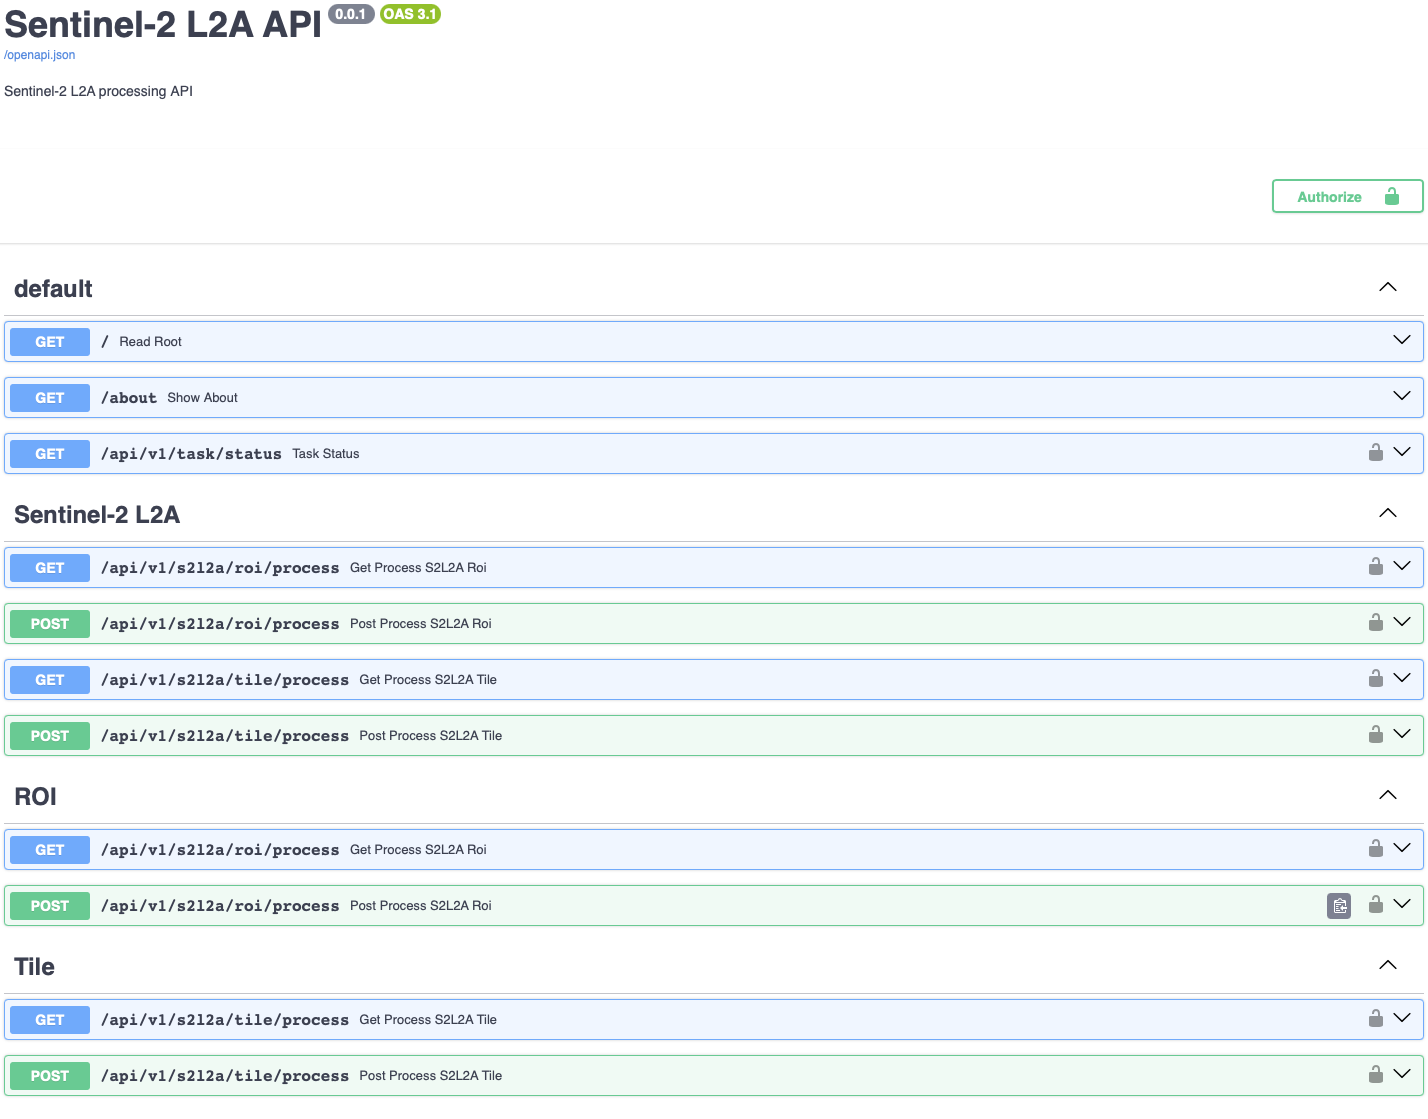 Sentinel-2 L2A API 0.0.1 OAS 3.1
/openapi.json
Sentinel-2 L2A processing API
Authorize
default
GET / Read Root
GET /about Show About
GET /api/v1/task/status Task Status
Sentinel-2 L2A
GET /api/v1/s2l2a/roi/process Get Process S2L2A Roi
POST /api/v1/s2l2a/roi/process Post Process S2L2A Roi
GET /api/v1/s2l2a/tile/process Get Process S2L2A Tile
POST /api/v1/s2l2a/tile/process Post Process S2L2A Tile
ROI
GET /api/v1/s2l2a/roi/process Get Process S2L2A Roi
POST /api/v1/s2l2a/roi/process Post Process S2L2A Roi
Tile
GET /api/v1/s2l2a/tile/process Get Process S2L2A Tile
POST /api/v1/s2l2a/tile/process Post Process S2L2A Tile